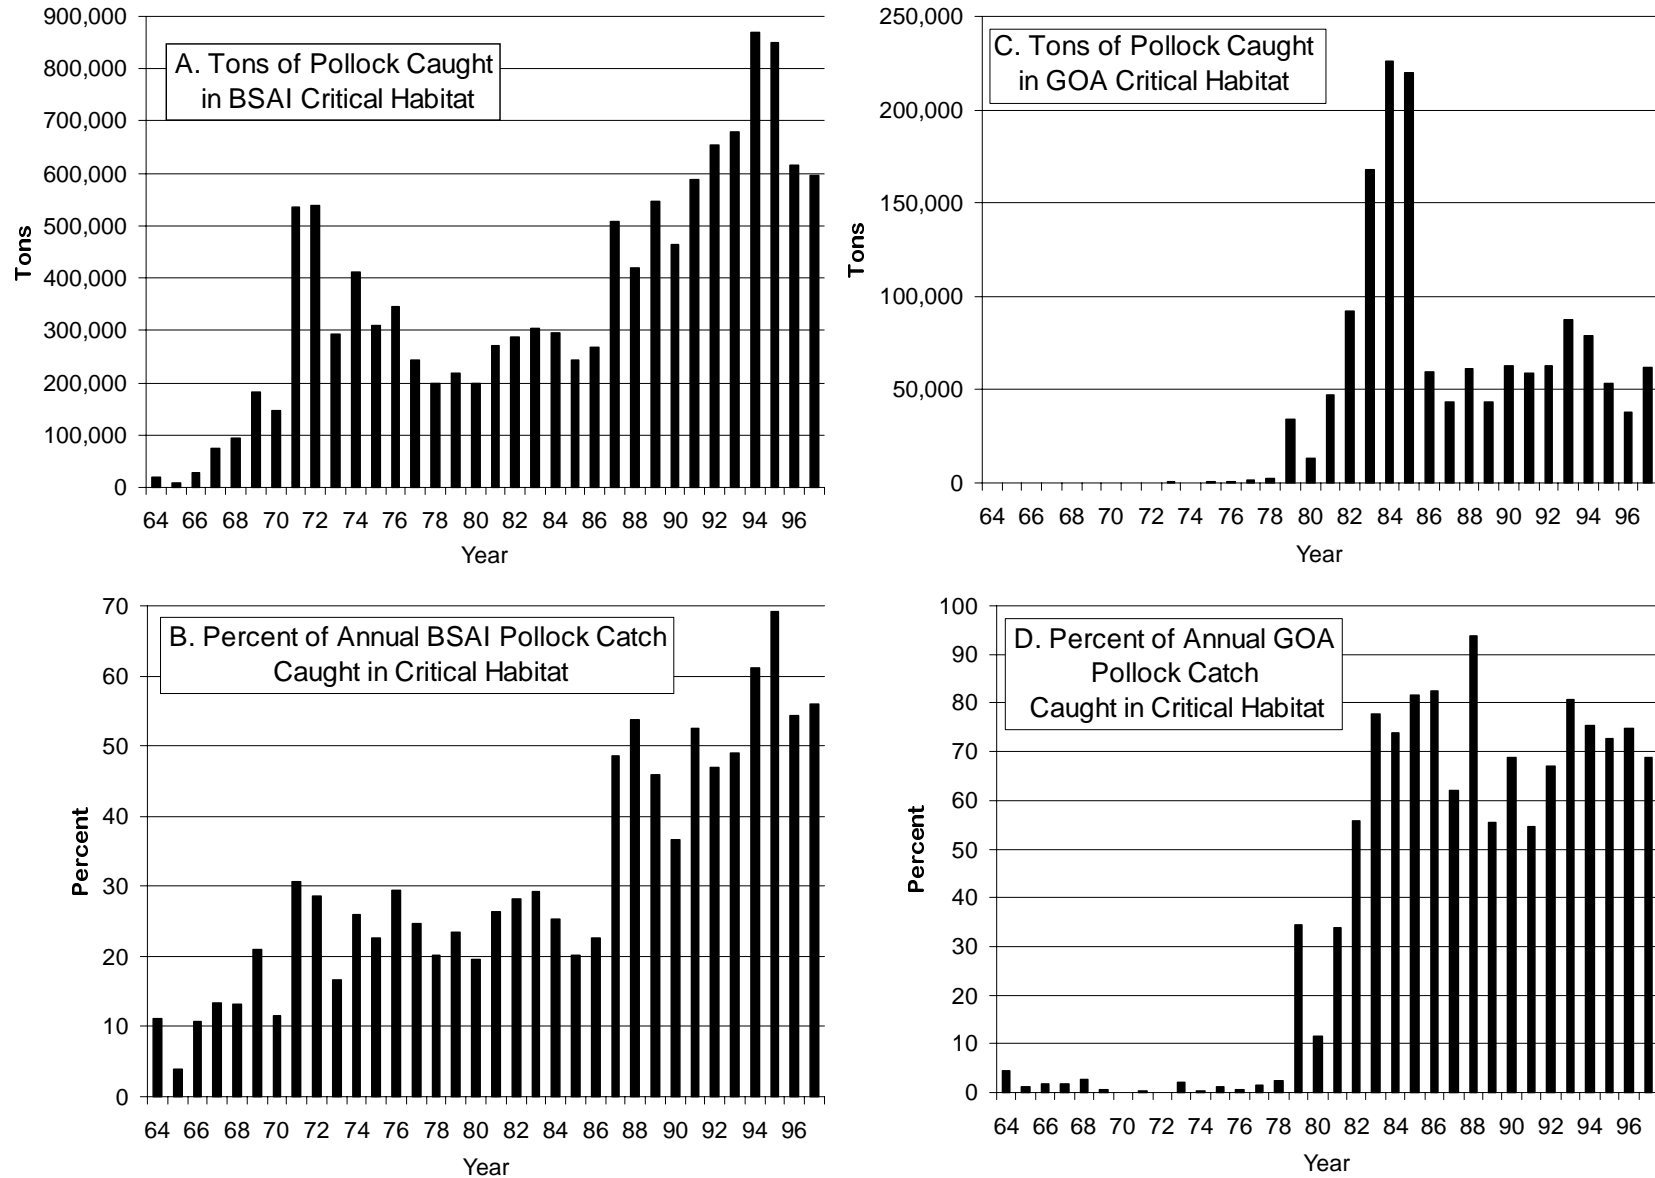 A. Tons of Pollock Caught
in BSAI Critical Habitat
900,000
800,000
700,000
600,000
500,000
400,000
300,000
200,000
100,000
0
Tons
64 66 68 70 72 74 76 78 80 82 84 86 88 90 92 94 96
Year
C. Tons of Pollock Caught
in GOA Critical Habitat
250,000
200,000
150,000
100,000
50,000
0
Tons
64 66 68 70 72 74 76 78 80 82 84 86 88 90 92 94 96
Year
B. Percent of Annual BSAI Pollock Catch
Caught in Critical Habitat
70
60
50
40
30
20
10
0
Percent
64 66 68 70 72 74 76 78 80 82 84 86 88 90 92 94 96
Year
D. Percent of Annual GOA
Pollock Catch
Caught in Critical Habitat
100
90
80
70
60
50
40
30
20
10
0
Percent
64 66 68 70 72 74 76 78 80 82 84 86 88 90 92 94 96
Year